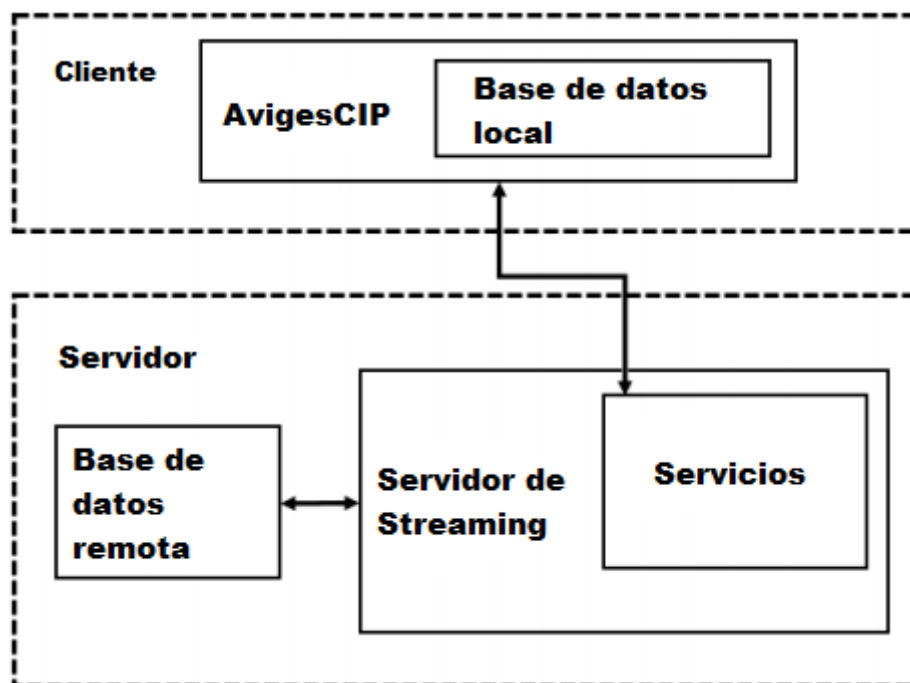 Cliente
AvigesCIP
Base de datos
local
Servidor
Base de
datos
remota
Servidor de
Streaming
Servicios